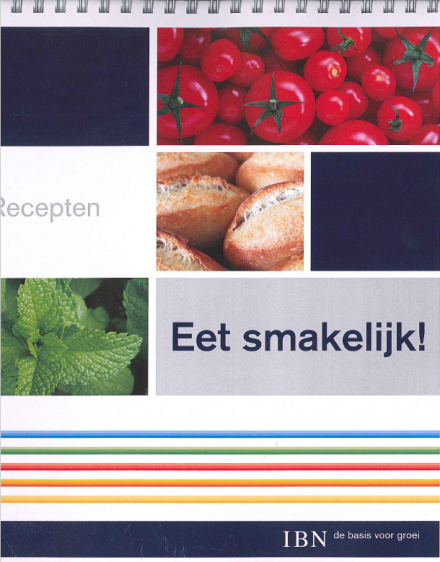 Recepten
Eet smakelijk!
IBN de basis voor groei